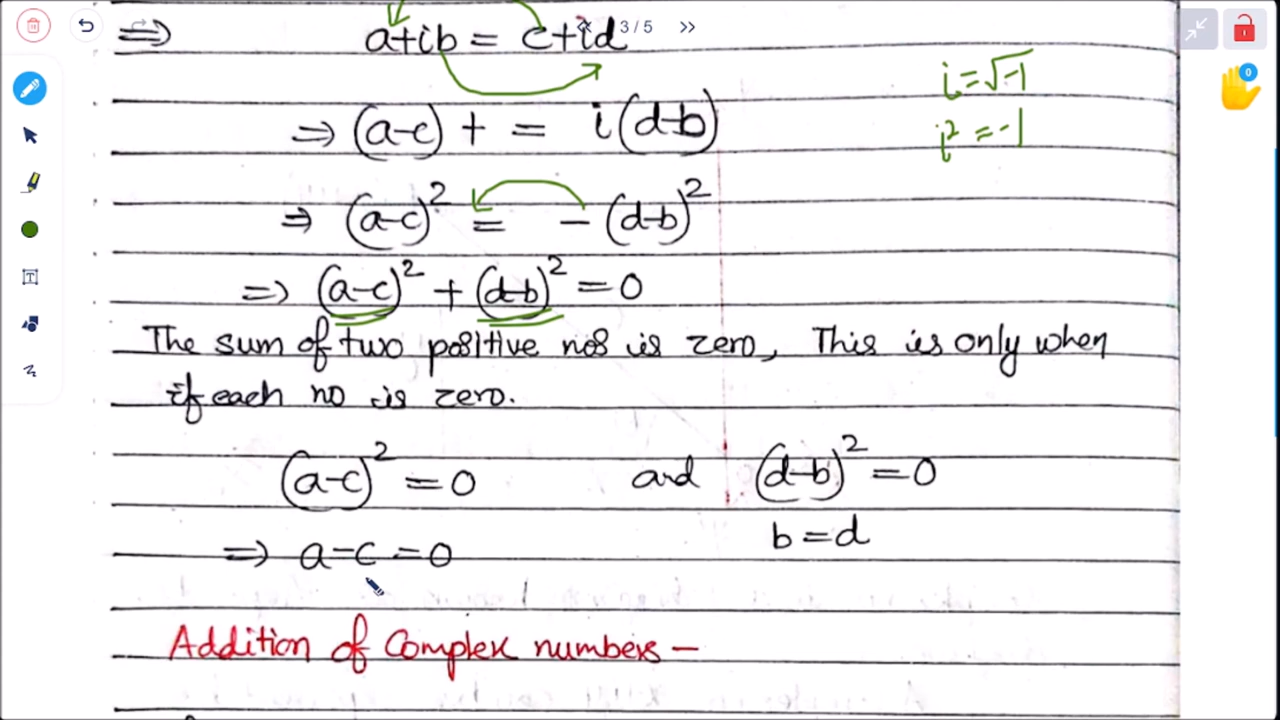 ⇒ a+ib = c+id
3 / 5 >>
i = √-1
⇒ (a-c) + = i(d-b)
i² = -1
⇒ (a-c)² = -(d-b)²
⇒ (a-c)² + (d-b)² = 0
The sum of two positive nos is zero, This is only when
if each no is zero.
(a-c)² = 0 and (d-b)² = 0
b = d
⇒ a-c = 0
Addition of Complex numbers -
0
T